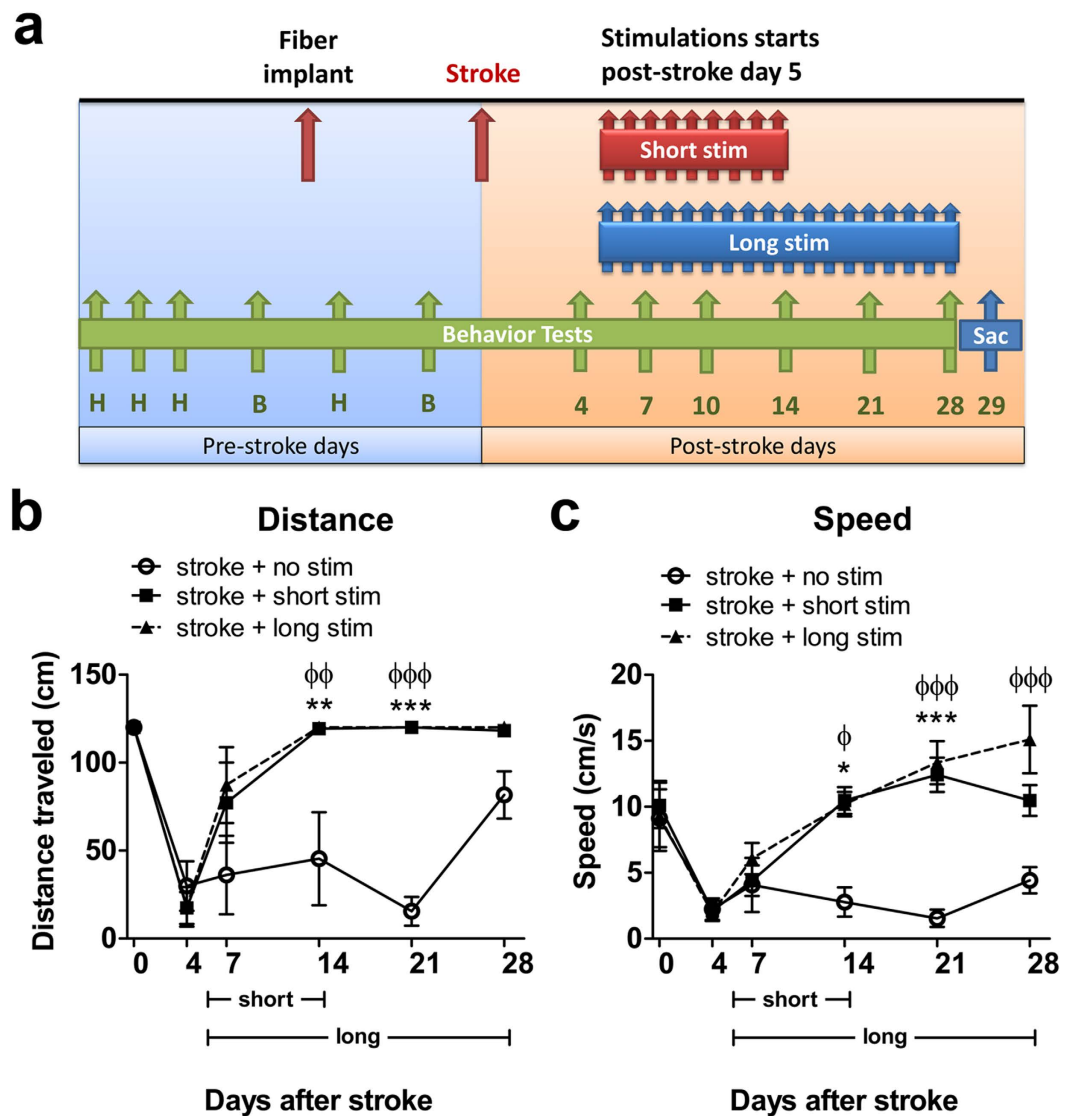 a
Fiber
implant
Stroke
Stimulations starts
post-stroke day 5
Short stim
Long stim
Behavior Tests
Sac
H H H B H B 4 7 10 14 21 28 29
Pre-stroke days
Post-stroke days
b
Distance
stroke + no stim
stroke + short stim
stroke + long stim
Distance traveled (cm)
150
100
50
0
ϕϕ
**
ϕϕϕ
***
0 4 7 14 21 28
short
long
Days after stroke
c
Speed
stroke + no stim
stroke + short stim
stroke + long stim
Speed (cm/s)
20
15
10
5
0
ϕ
*
ϕϕϕ
***
ϕϕϕ
0 4 7 14 21 28
short
long
Days after stroke